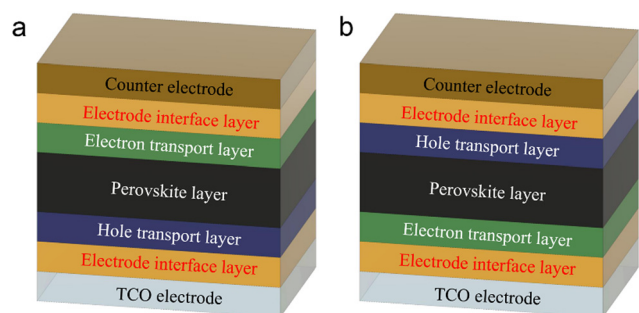 a
Counter electrode
Electrode interface layer
Electron transport layer
Perovskite layer
Hole transport layer
Electrode interface layer
TCO electrode
b
Counter electrode
Electrode interface layer
Hole transport layer
Perovskite layer
Electron transport layer
Electrode interface layer
TCO electrode